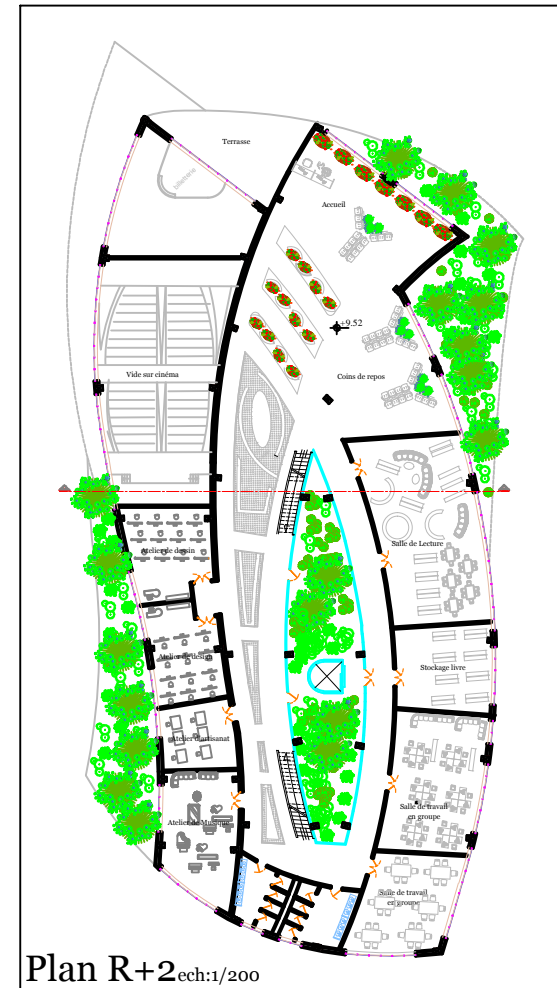 Terrasse
billetterie
Accueil
+9.52
Vide sur cinéma
Coins de repos
Salle de Lecture
Atelier de dessin
Atelier de design
Stockage livre
Atelier d'artisanat
Salle de travail
en groupe
Atelier de Musique
Salle de travail
en groupe
Plan R+2ech:1/200